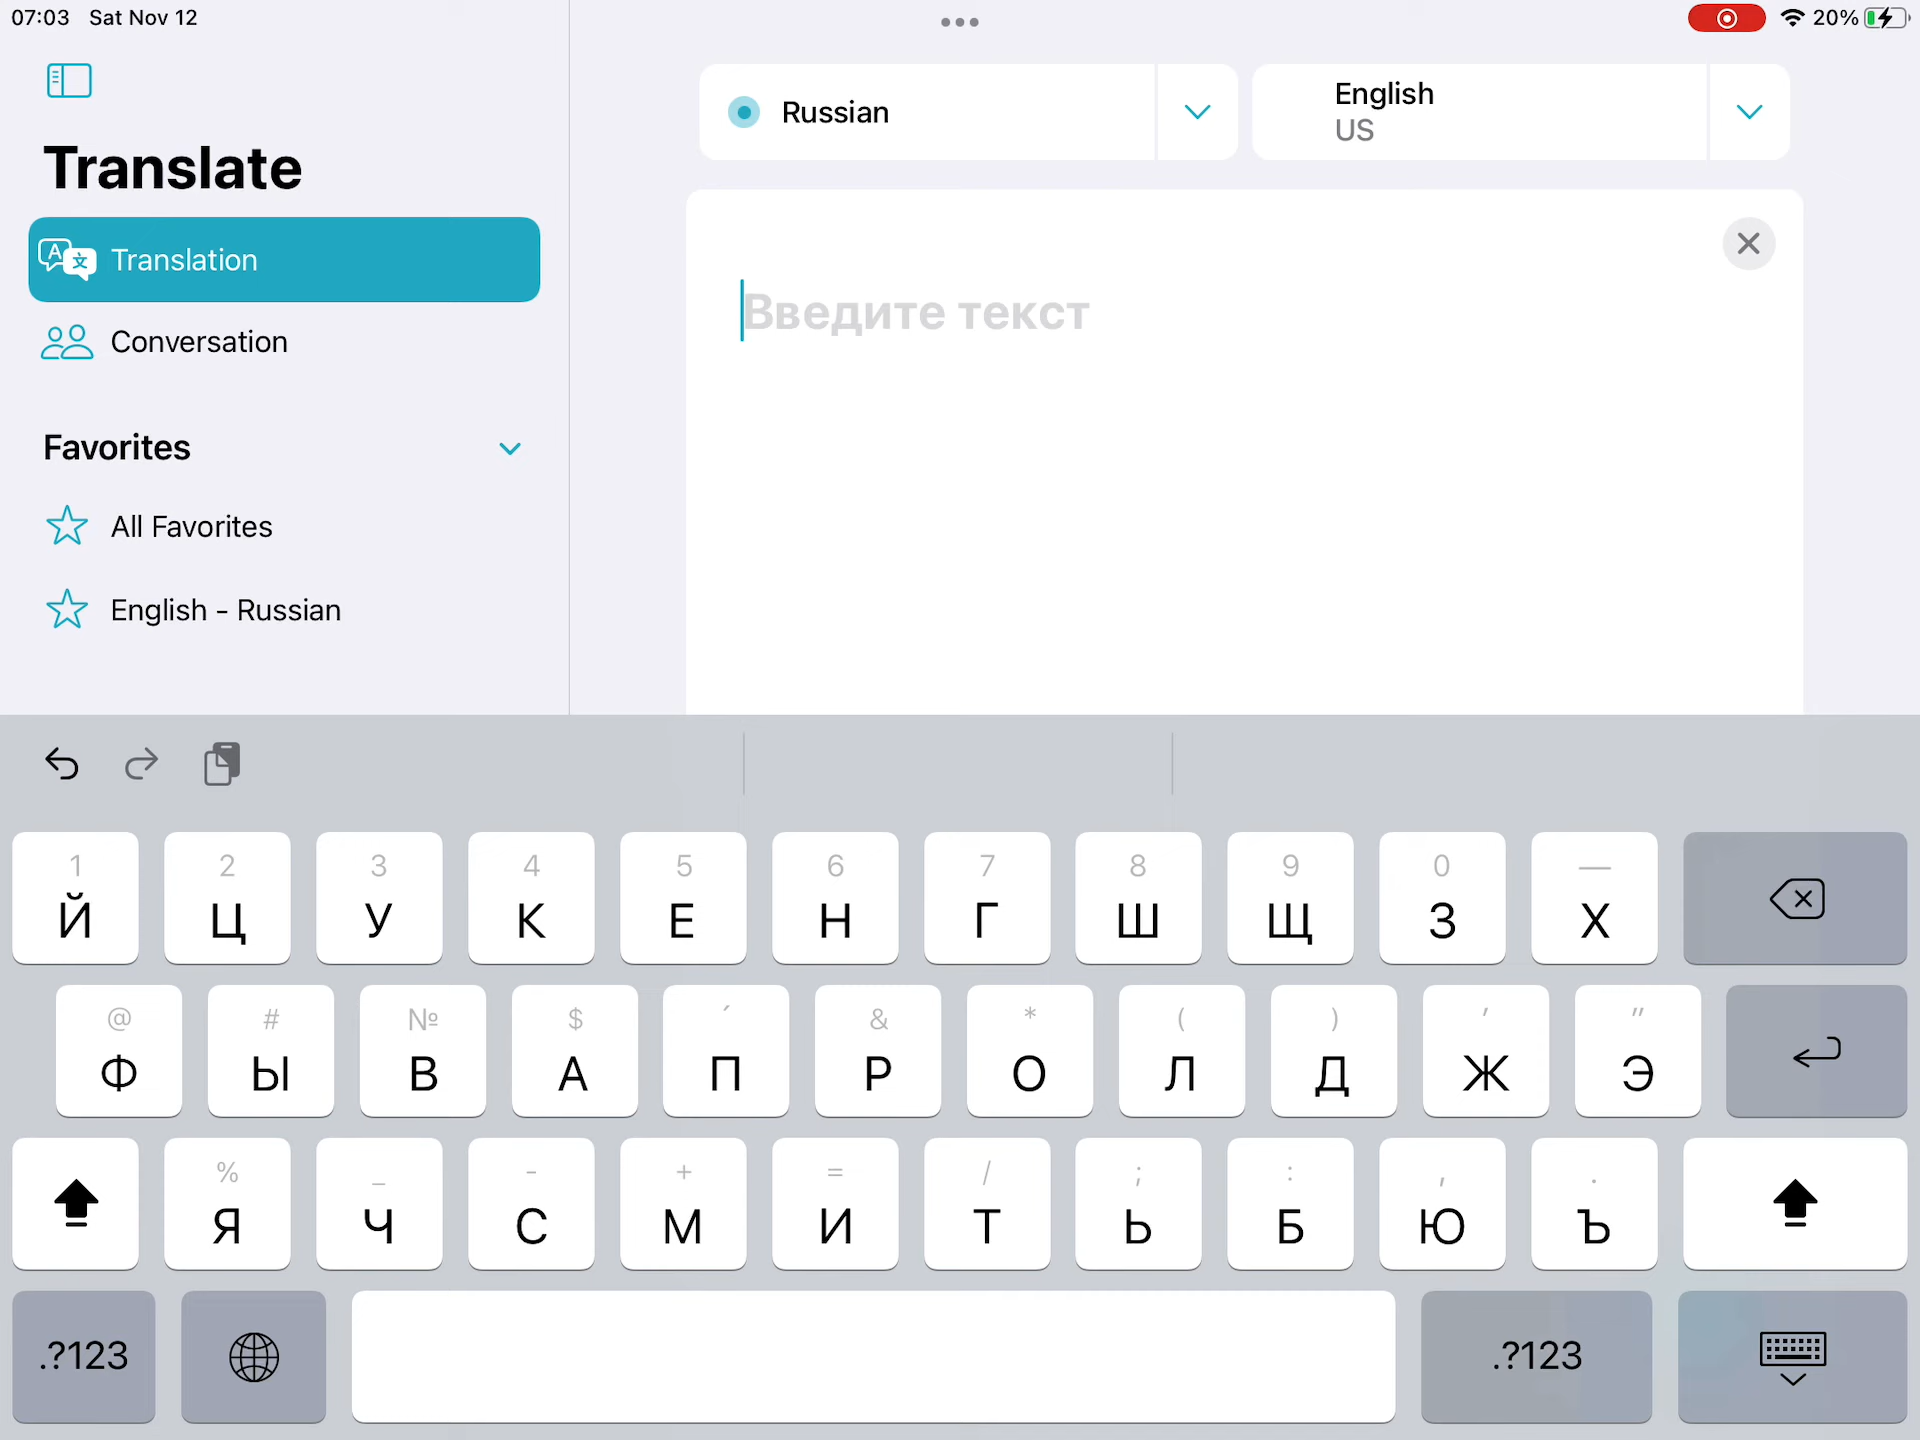 07:03 Sat Nov 12
20%
Translate
Translation
Conversation
Favorites
All Favorites
English - Russian
Russian
English
US
Введите текст
1 2 3 4 5 6 7 8 9 0 —
Й Ц У К Е Н Г Ш Щ З Х
@ # № $ ´ & * ( ) ' "
Ф Ы В А П Р О Л Д Ж Э
% _ - + = / ; : , .
Я Ч С М И Т Ь Б Ю Ъ
.?123 .?123